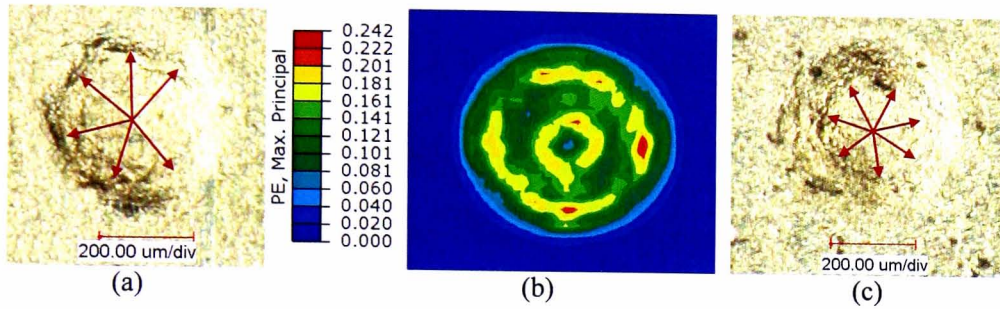 200.00 um/div
(a)
PE, Max. Principal
0.242
0.222
0.201
0.181
0.161
0.141
0.121
0.101
0.081
0.060
0.040
0.020
0.000
(b)
200.00 um/div
(c)